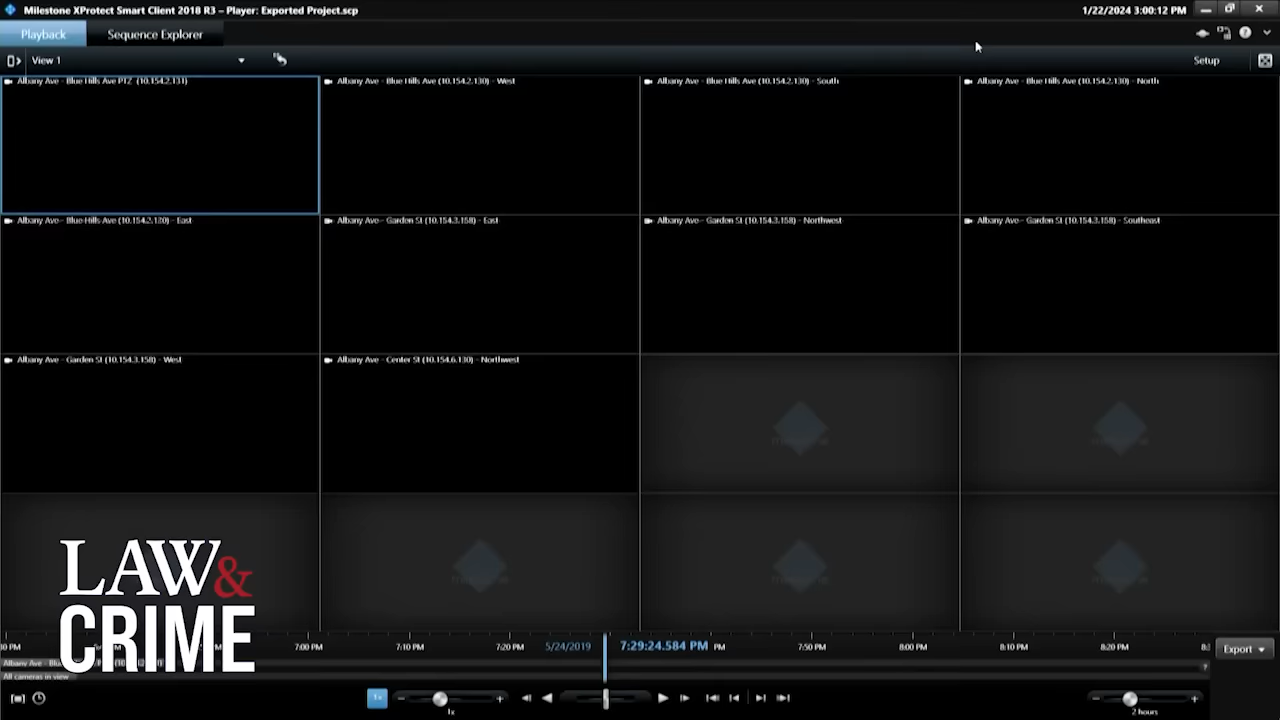 Milestone XProtect Smart Client 2018 R3 – Player: Exported Project.scp
1/22/2024 3:00:12 PM
Playback
Sequence Explorer
View 1
Setup
Albany Ave - Blue Hills Ave PTZ (10.154.2.131)
Albany Ave - Blue Hills Ave (10.154.2.130) - West
Albany Ave - Blue Hills Ave (10.154.2.130) - South
Albany Ave - Blue Hills Ave (10.154.2.130) - North
Albany Ave - Blue Hills Ave (10.154.2.130) - East
Albany Ave - Garden St (10.154.3.158) - East
Albany Ave - Garden St (10.154.3.158) - Northwest
Albany Ave - Garden St (10.154.3.158) - Southeast
Albany Ave - Garden St (10.154.3.158) - West
Albany Ave - Center St (10.154.6.130) - Northwest
LAW&
CRIME
PM
7:00 PM
7:10 PM
7:20 PM
5/24/2019
7:29:24.584 PM
PM
7:50 PM
8:00 PM
8:10 PM
8:20 PM
Export
Albany Ave - Blue
All cameras in view
1x
1x
2 hours